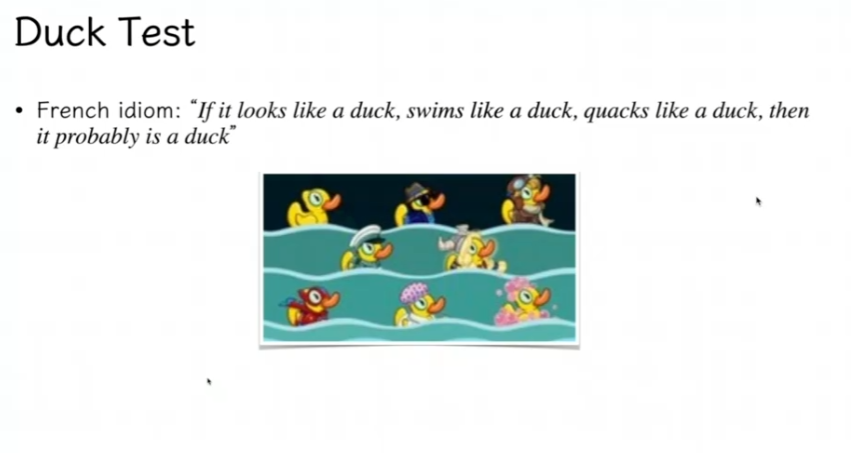 Duck Test
• French idiom: “If it looks like a duck, swims like a duck, quacks like a duck, then
it probably is a duck”